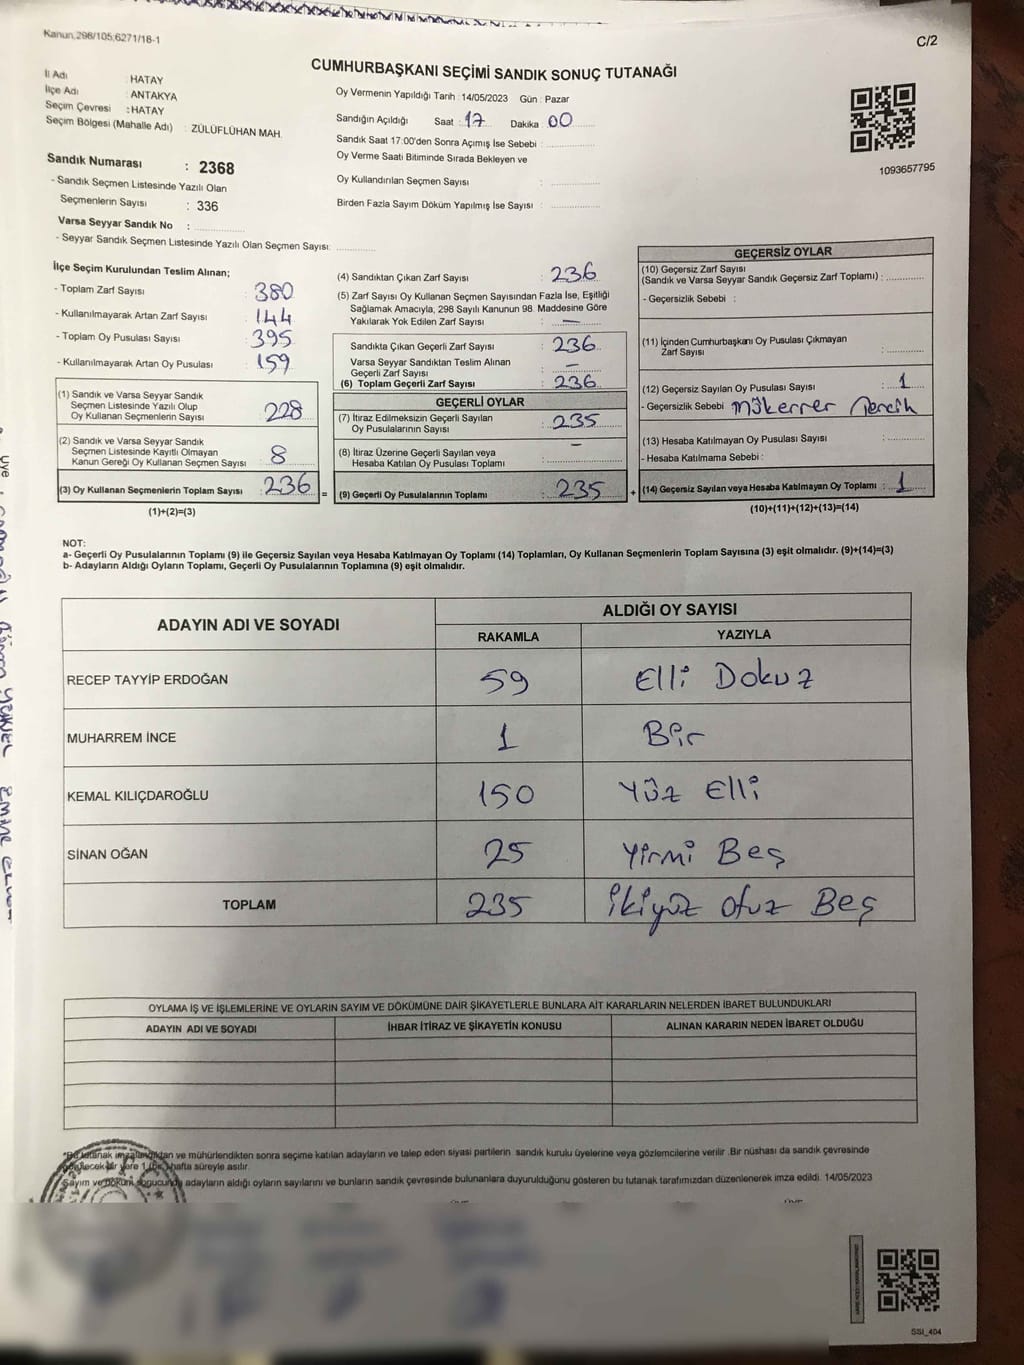 Kanun,298/105;6271/18-1
C/2
CUMHURBAŞKANI SEÇİMİ SANDIK SONUÇ TUTANAĞI
İl Adı : HATAY
İlçe Adı : ANTAKYA
Seçim Çevresi : HATAY
Seçim Bölgesi (Mahalle Adı) : ZÜLÜFLÜHAN MAH.
Sandık Numarası : 2368
- Sandık Seçmen Listesinde Yazılı Olan
Seçmenlerin Sayısı : 336
Varsa Seyyar Sandık No :
- Seyyar Sandık Seçmen Listesinde Yazılı Olan Seçmen Sayısı:
Oy Vermenin Yapıldığı Tarih : 14/05/2023 Gün : Pazar
Sandığın Açıldığı Saat : 17 Dakika 00
Sandık Saat 17:00'den Sonra Açımış İse Sebebi :
Oy Verme Saati Bitiminde Sırada Bekleyen ve
Oy Kullandırılan Seçmen Sayısı :
Birden Fazla Sayım Döküm Yapılmış İse Sayısı :
1093657795
İlçe Seçim Kurulundan Teslim Alınan;
- Toplam Zarf Sayısı : 380
- Kullanılmayarak Artan Zarf Sayısı : 144
- Toplam Oy Pusulası Sayısı : 395
- Kullanılmayarak Artan Oy Pusulası : 159
(1) Sandık ve Varsa Seyyar Sandık
Seçmen Listesinde Yazılı Olup
Oy Kullanan Seçmenlerin Sayısı : 228
(2) Sandık ve Varsa Seyyar Sandık
Seçmen Listesinde Kayıtlı Olmayan
Kanun Gereği Oy Kullanan Seçmen Sayısı : 8
(3) Oy Kullanan Seçmenlerin Toplam Sayısı : 236 =
(1)+(2)=(3)
(4) Sandıktan Çıkan Zarf Sayısı : 236
(5) Zarf Sayısı Oy Kullanan Seçmen Sayısından Fazla İse, Eşitliği
Sağlamak Amacıyla, 298 Sayılı Kanunun 98. Maddesine Göre
Yakılarak Yok Edilen Zarf Sayısı : —
Sandıkta Çıkan Geçerli Zarf Sayısı : 236
Varsa Seyyar Sandıktan Teslim Alınan
Geçerli Zarf Sayısı : —
(6) Toplam Geçerli Zarf Sayısı : 236
GEÇERLİ OYLAR
(7) İtiraz Edilmeksizin Geçerli Sayılan
Oy Pusulalarının Sayısı : 235
(8) İtiraz Üzerine Geçerli Sayılan veya
Hesaba Katılan Oy Pusulası Toplamı : —
(9) Geçerli Oy Pusulalarının Toplamı : 235 +
GEÇERSİZ OYLAR
(10) Geçersiz Zarf Sayısı
(Sandık ve Varsa Seyyar Sandık Geçersiz Zarf Toplamı) :
- Geçersizlik Sebebi :
(11) İçinden Cumhurbaşkanı Oy Pusulası Çıkmayan
Zarf Sayısı :
(12) Geçersiz Sayılan Oy Pusulası Sayısı : 1
- Geçersizlik Sebebi : Mükerrer Tercih
(13) Hesaba Katılmayan Oy Pusulası Sayısı :
- Hesaba Katılmama Sebebi :
(14) Geçersiz Sayılan veya Hesaba Katılmayan Oy Toplamı : 1
(10)+(11)+(12)+(13)=(14)
NOT:
a- Geçerli Oy Pusulalarının Toplamı (9) ile Geçersiz Sayılan veya Hesaba Katılmayan Oy Toplamı (14) Toplamları, Oy Kullanan Seçmenlerin Toplam Sayısına (3) eşit olmalıdır. (9)+(14)=(3)
b- Adayların Aldığı Oyların Toplamı, Geçerli Oy Pusulalarının Toplamına (9) eşit olmalıdır.
ADAYIN ADI VE SOYADI ALDIĞI OY SAYISI
RAKAMLA YAZIYLA
RECEP TAYYİP ERDOĞAN 59 Elli Dokuz
MUHARREM İNCE 1 Bir
KEMAL KILIÇDAROĞLU 150 Yüz Elli
SİNAN OĞAN 25 Yirmi Beş
TOPLAM 235 ikiyüz otuz Beş
OYLAMA İŞ VE İŞLEMLERİNE VE OYLARIN SAYIM VE DÖKÜMÜNE DAİR ŞİKAYETLERLE BUNLARA AİT KARARLARIN NELERDEN İBARET BULUNDUKLARI
ADAYIN ADI VE SOYADI İHBAR İTİRAZ VE ŞİKAYETİN KONUSU ALINAN KARARIN NEDEN İBARET OLDUĞU
*Bu tutanak imzalandıktan ve mühürlendikten sonra seçime katılan adayların ve talep eden siyasi partilerin sandık kurulu üyelerine veya gözlemcilerine verilir .Bir nüshası da sandık çevresinde
görülecek bir yere 1 (bir) hafta süreyle asılır.
Sayım ve döküm sonucunda adayların aldığı oyların sayılarını ve bunların sandık çevresinde bulunanlara duyurulduğunu gösteren bu tutanak tarafımızdan düzenlenerek imza edildi. 14/05/2023
SSI_404